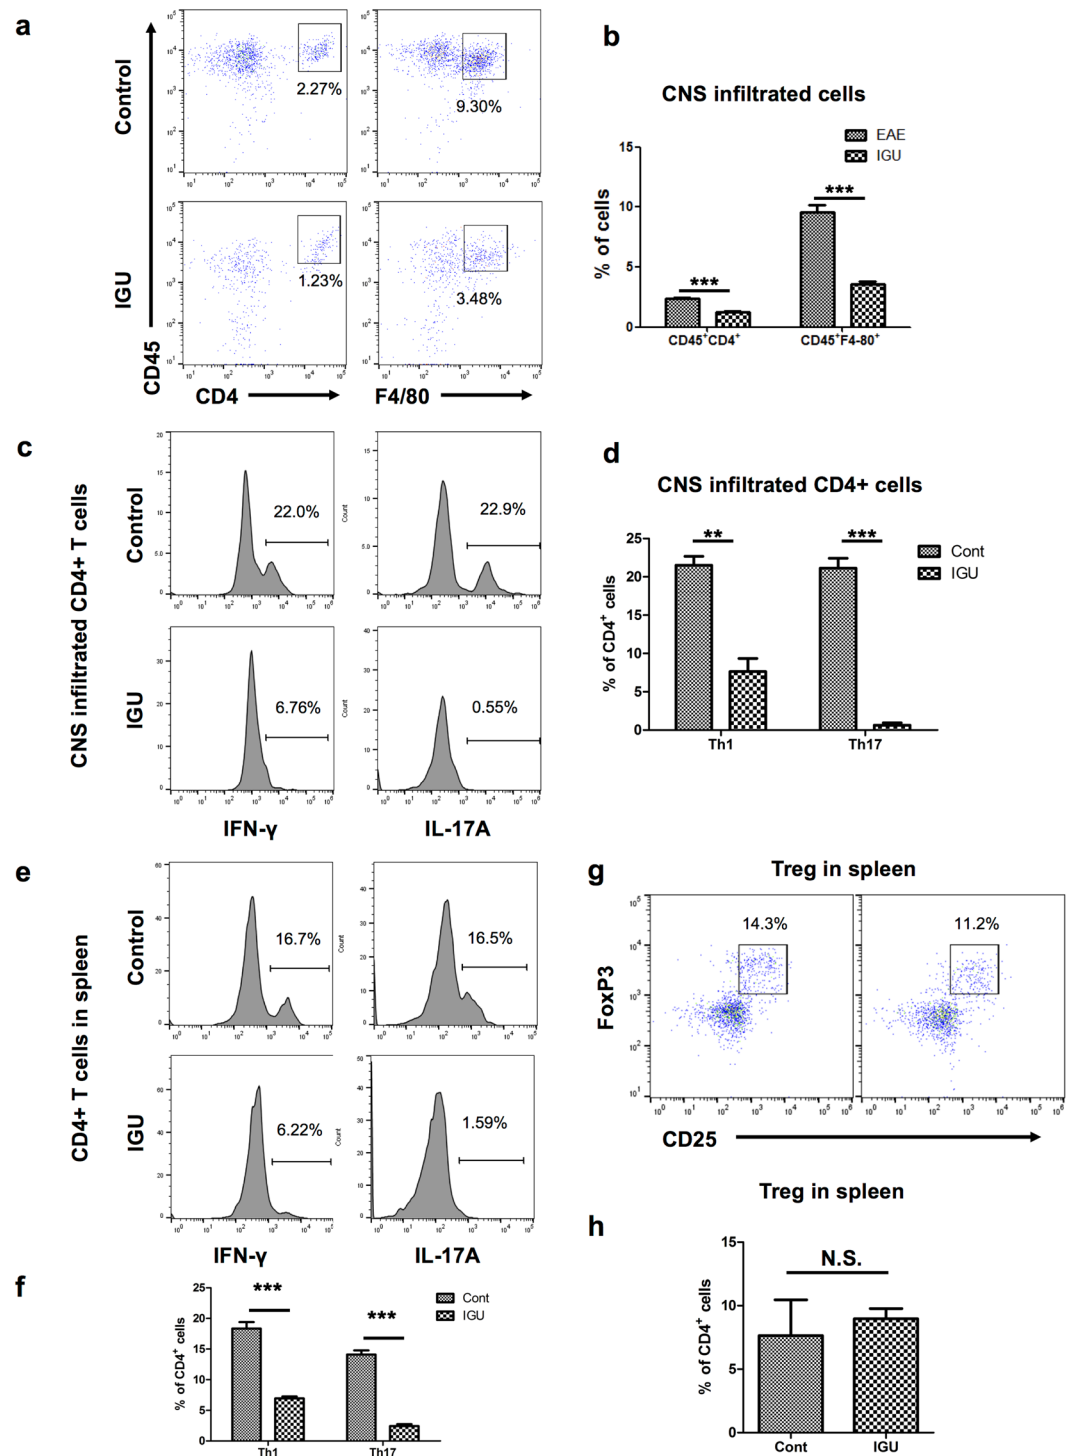 a
Control
IGU
CD45
2.27%
9.30%
1.23%
3.48%
CD4
F4/80
b
CNS infiltrated cells
EAE
IGU
% of cells
15
10
5
0
***
***
CD45⁺CD4⁺
CD45⁺F4-80⁺
c
CNS infiltrated CD4+ T cells
Control
IGU
22.0%
Count
22.9%
6.76%
Count
0.55%
IFN-γ
IL-17A
d
CNS infiltrated CD4+ cells
Cont
IGU
% of CD4⁺ cells
25
20
15
10
5
0
**
***
Th1
Th17
e
CD4+ T cells in spleen
Control
IGU
16.7%
Count
16.5%
6.22%
Count
1.59%
IFN-γ
IL-17A
f
Cont
IGU
% of CD4⁺ cells
25
20
15
10
5
0
***
***
Th1
Th17
g
Treg in spleen
14.3%
11.2%
FoxP3
CD25
h
Treg in spleen
N.S.
% of CD4⁺ cells
15
10
5
0
Cont
IGU